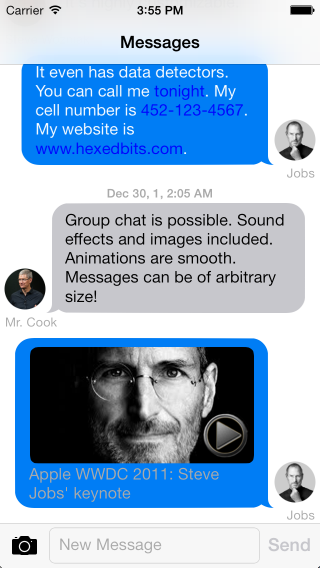 Carrier 3:55 PM
Messages
It even has data detectors.
You can call me tonight. My
cell number is 452-123-4567.
My website is
www.hexedbits.com.
Jobs
Dec 30, 1, 2:05 AM
Group chat is possible. Sound
effects and images included.
Animations are smooth.
Messages can be of arbitrary
size!
Mr. Cook
Apple WWDC 2011: Steve
Jobs' keynote
Jobs
New Message Send